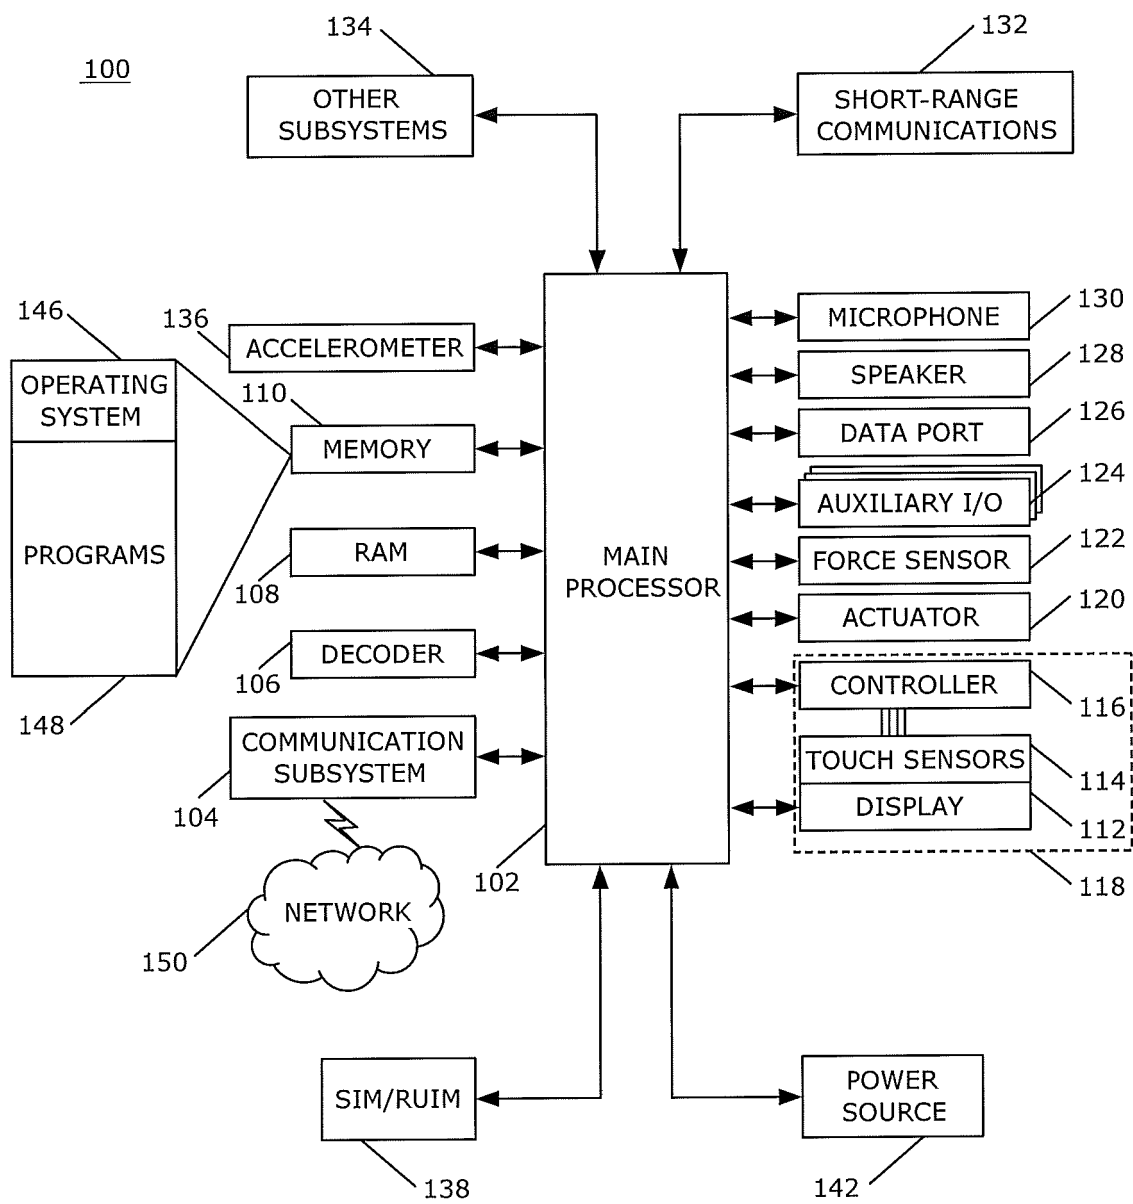 134
132
100
OTHER
SUBSYSTEMS
SHORT-RANGE
COMMUNICATIONS
146
136
ACCELEROMETER
110
OPERATING
SYSTEM
MEMORY
PROGRAMS
RAM
108
DECODER
106
148
COMMUNICATION
SUBSYSTEM
104
NETWORK
150
MAIN
PROCESSOR
102
MICROPHONE
130
SPEAKER
128
DATA PORT
126
AUXILIARY I/O
124
FORCE SENSOR
122
ACTUATOR
120
CONTROLLER
116
TOUCH SENSORS
114
DISPLAY
112
118
SIM/RUIM
138
POWER
SOURCE
142